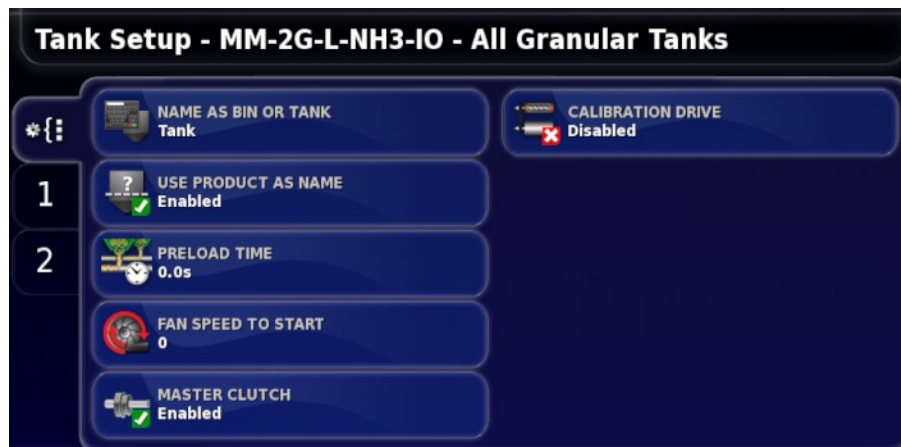 Tank Setup - MM-2G-L-NH3-IO - All Granular Tanks
1
2
NAME AS BIN OR TANK
Tank
USE PRODUCT AS NAME
Enabled
PRELOAD TIME
0.0s
FAN SPEED TO START
0
MASTER CLUTCH
Enabled
CALIBRATION DRIVE
Disabled